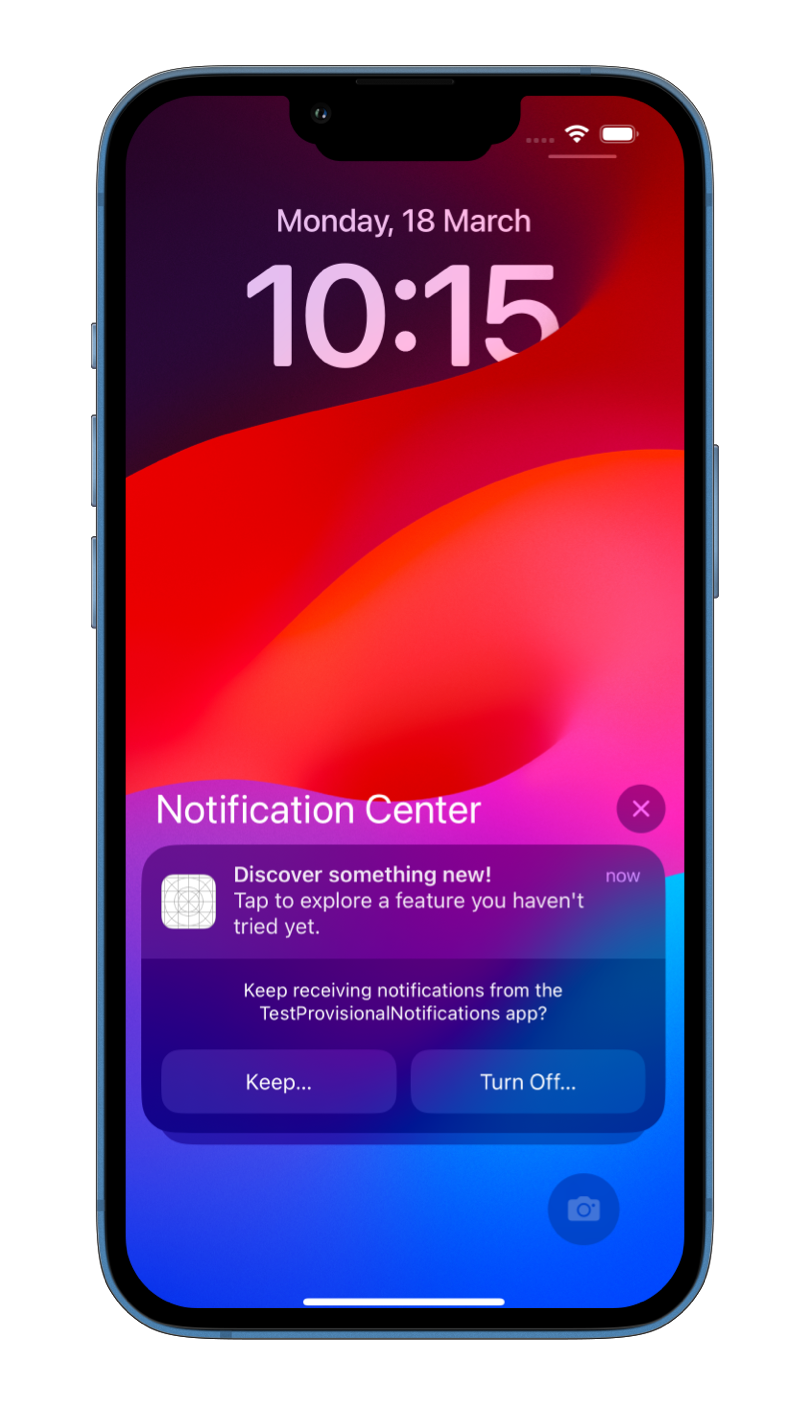 Monday, 18 March
10:15
Notification Center
Discover something new!
now
Tap to explore a feature you haven't
tried yet.
Keep receiving notifications from the
TestProvisionalNotifications app?
Keep...
Turn Off...